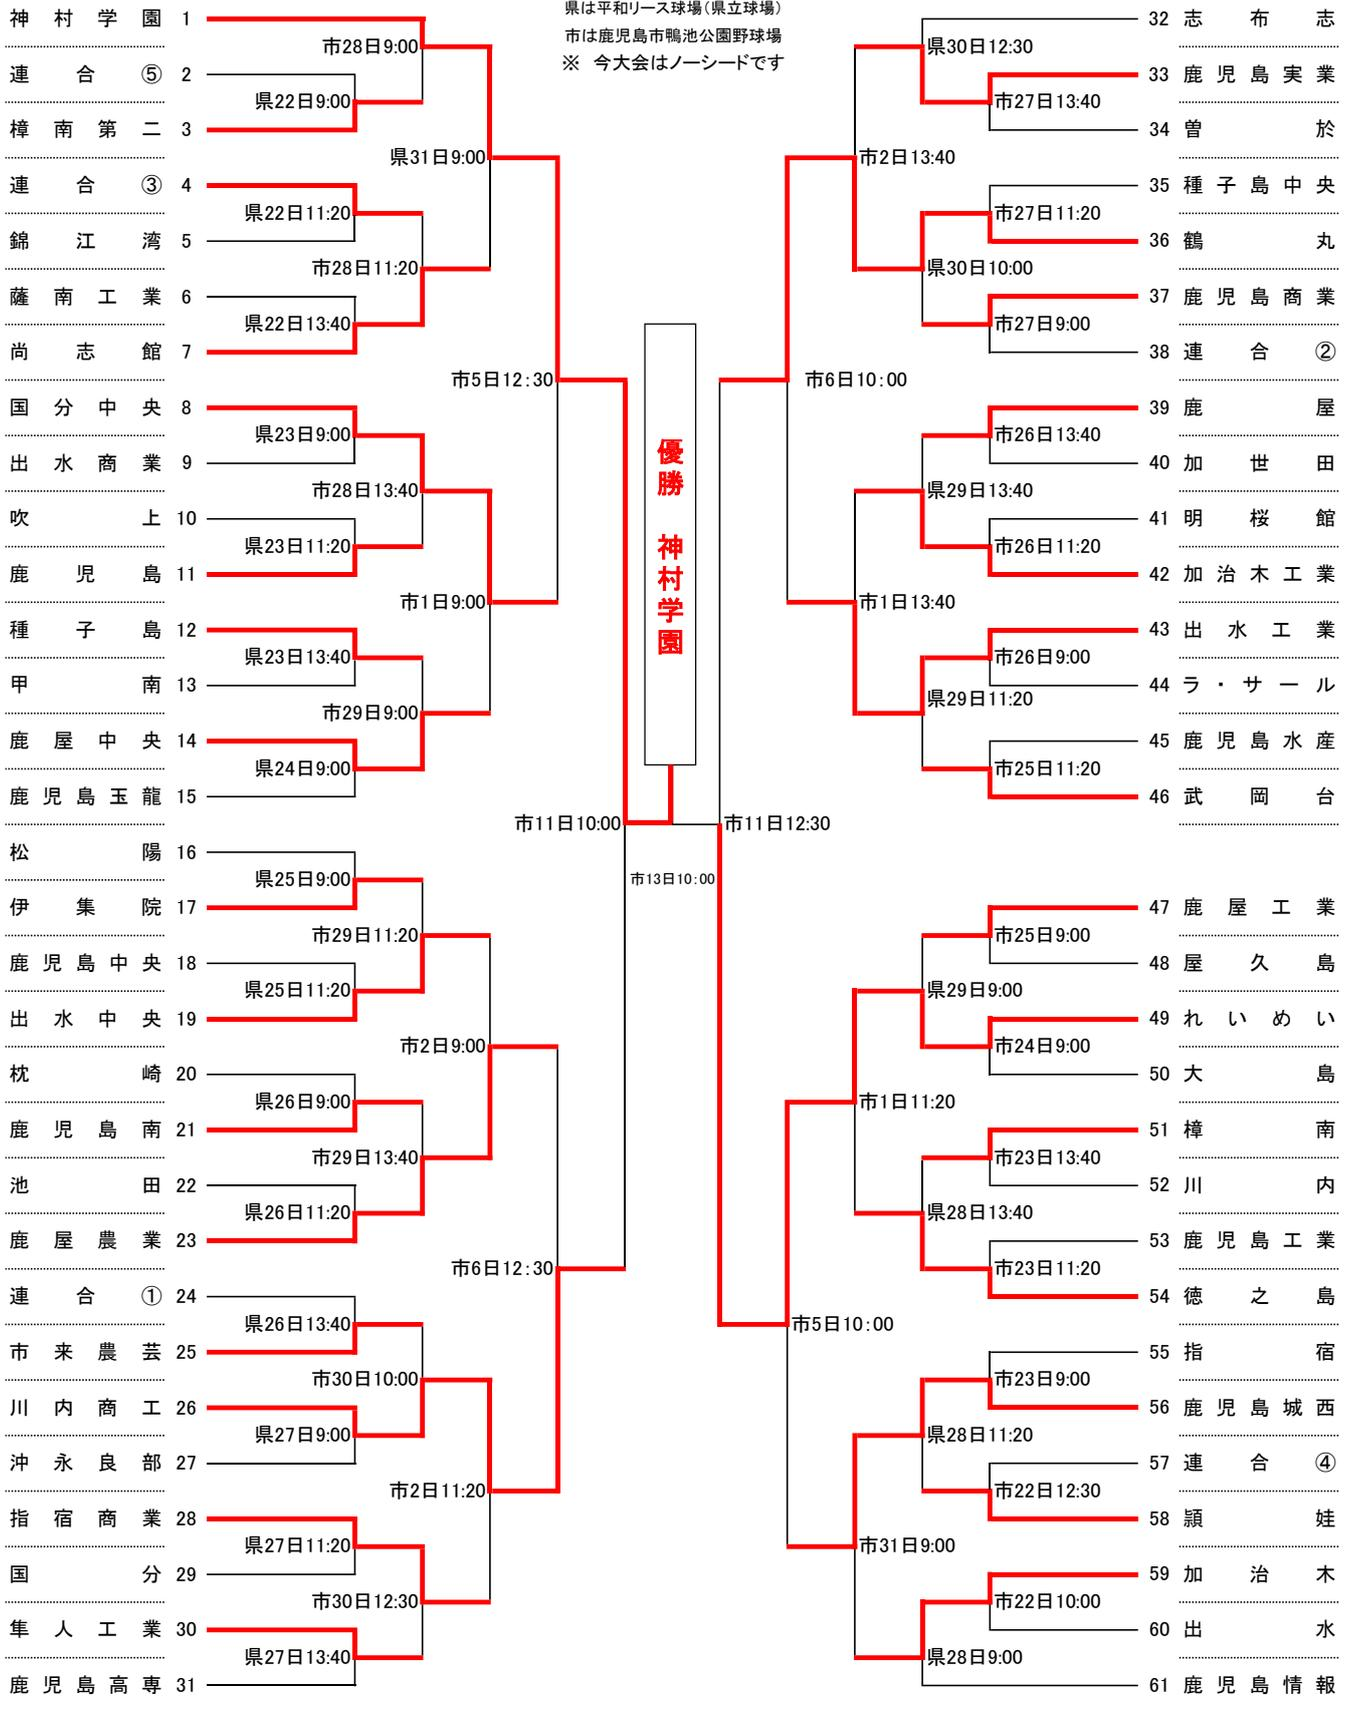 県は平和リース球場(県立球場)
市は鹿児島市鴨池公園野球場
※ 今大会はノーシードです
神村学園 1
連合⑤ 2
樟南第二 3
連合③ 4
錦江湾 5
薩南工業 6
尚志館 7
国分中央 8
出水商業 9
吹上 10
鹿児島 11
種子島 12
甲南 13
鹿屋中央 14
鹿児島玉龍 15
松陽 16
伊集院 17
鹿児島中央 18
出水中央 19
枕崎 20
鹿児島南 21
池田 22
鹿屋農業 23
連合① 24
市来農芸 25
川内商工 26
沖永良部 27
指宿商業 28
国分 29
隼人工業 30
鹿児島高専 31
県22日9:00
県22日11:20
県22日13:40
県23日9:00
県23日11:20
県23日13:40
県24日9:00
県25日9:00
県25日11:20
県26日9:00
県26日11:20
県26日13:40
県27日9:00
県27日11:20
県27日13:40
市28日9:00
市28日11:20
市28日13:40
市29日9:00
市29日11:20
市29日13:40
市30日10:00
市30日12:30
県31日9:00
市1日9:00
市2日9:00
市2日11:20
市5日12:30
市6日12:30
市11日10:00
優勝 神村学園
市13日10:00
市11日12:30
市6日10:00
市5日10:00
市2日13:40
市1日13:40
市1日11:20
市31日9:00
県30日12:30
県30日10:00
県29日13:40
県29日11:20
県29日9:00
県28日13:40
県28日11:20
県28日9:00
市27日13:40
市27日11:20
市27日9:00
市26日13:40
市26日11:20
市26日9:00
市25日11:20
市25日9:00
市24日9:00
市23日13:40
市23日11:20
市23日9:00
市22日12:30
市22日10:00
32 志布志
33 鹿児島実業
34 曽於
35 種子島中央
36 鶴丸
37 鹿児島商業
38 連合②
39 鹿屋
40 加世田
41 明桜館
42 加治木工業
43 出水工業
44 ラ・サール
45 鹿児島水産
46 武岡台
47 鹿屋工業
48 屋久島
49 れいめい
50 大島
51 樟南
52 川内
53 鹿児島工業
54 徳之島
55 指宿
56 鹿児島城西
57 連合④
58 頴娃
59 加治木
60 出水
61 鹿児島情報